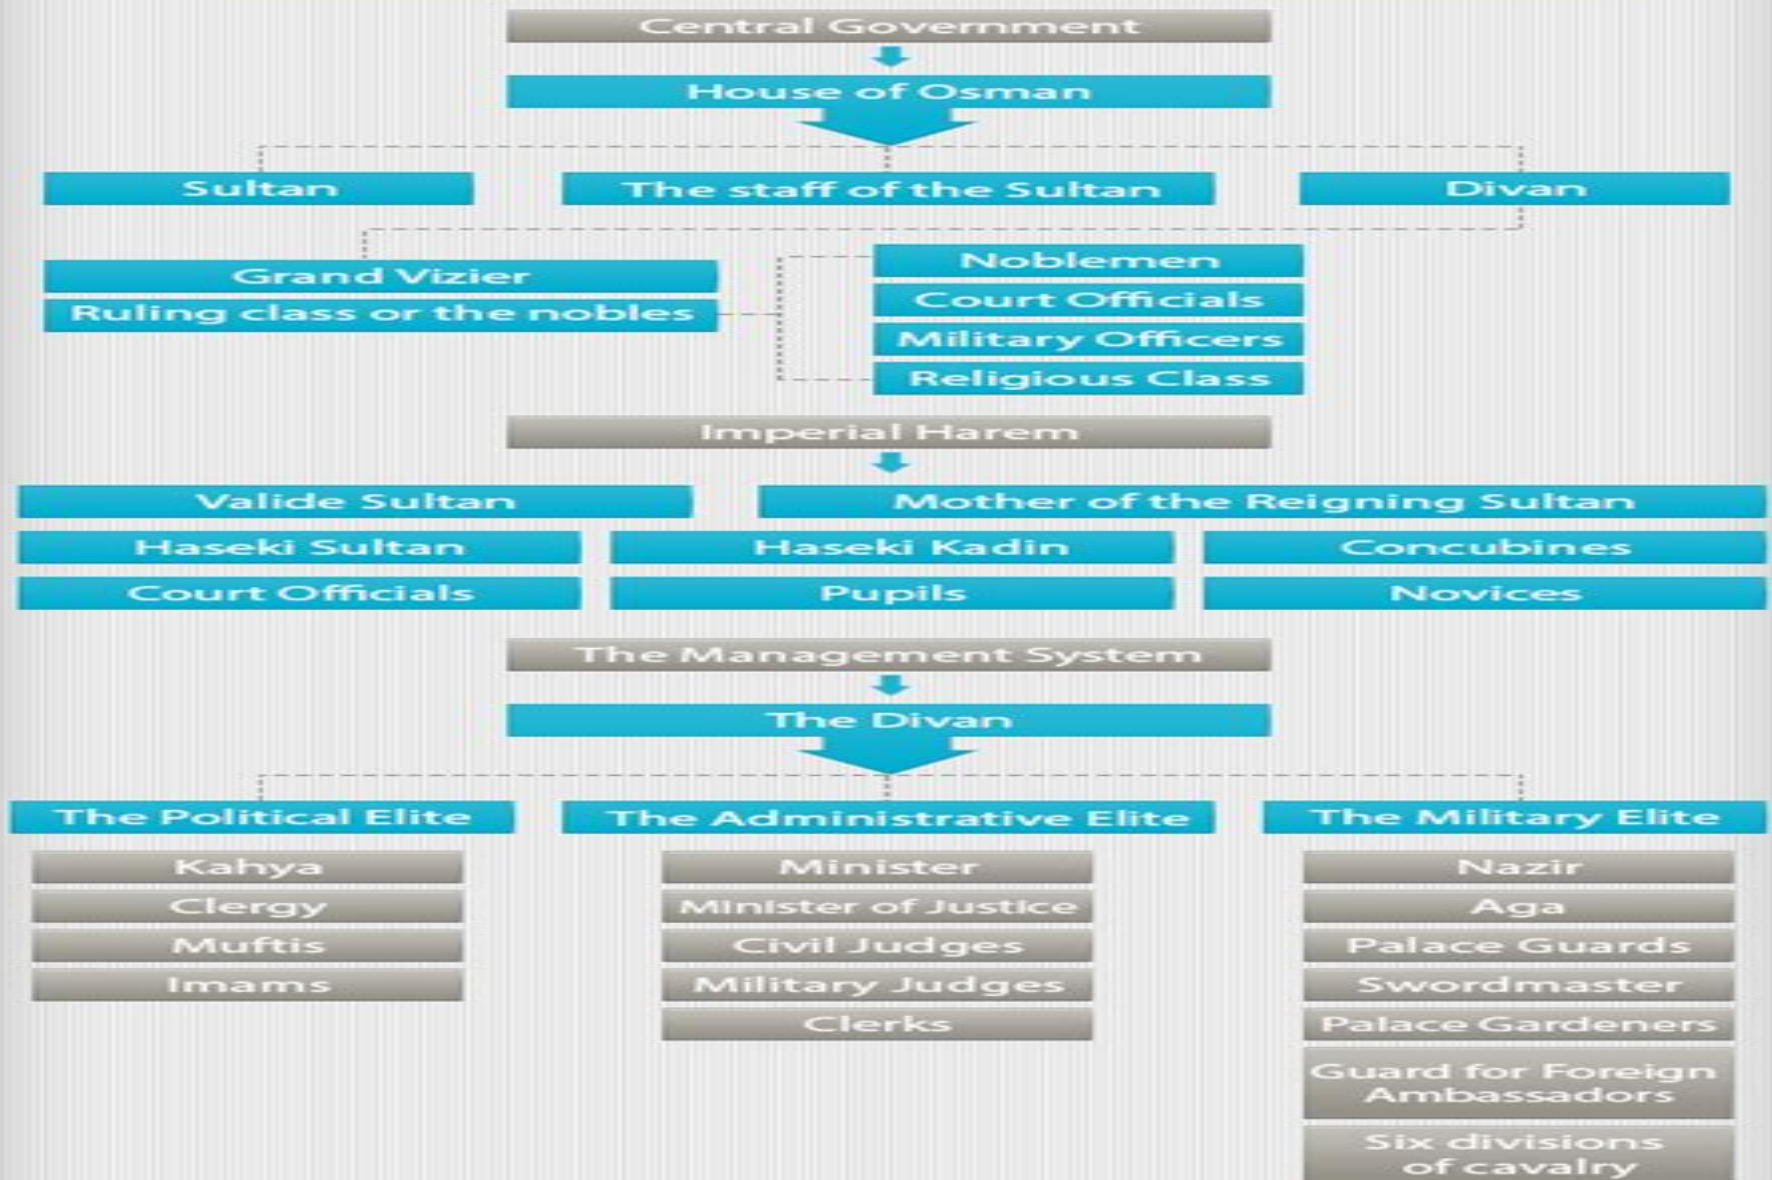 Central Government
House of Osman
Sultan
The staff of the Sultan
Divan
Grand Vizier
Ruling class or the nobles
Noblemen
Court Officials
Military Officers
Religious Class
Imperial Harem
Valide Sultan
Mother of the Reigning Sultan
Haseki Sultan
Haseki Kadin
Concubines
Court Officials
Pupils
Novices
The Management System
The Divan
The Political Elite
Kahya
Clergy
Muftis
Imams
The Administrative Elite
Minister
Minister of Justice
Civil Judges
Military Judges
Clerks
The Military Elite
Nazir
Aga
Palace Guards
Swordmaster
Palace Gardeners
Guard for Foreign
Ambassadors
Six divisions
of cavalry